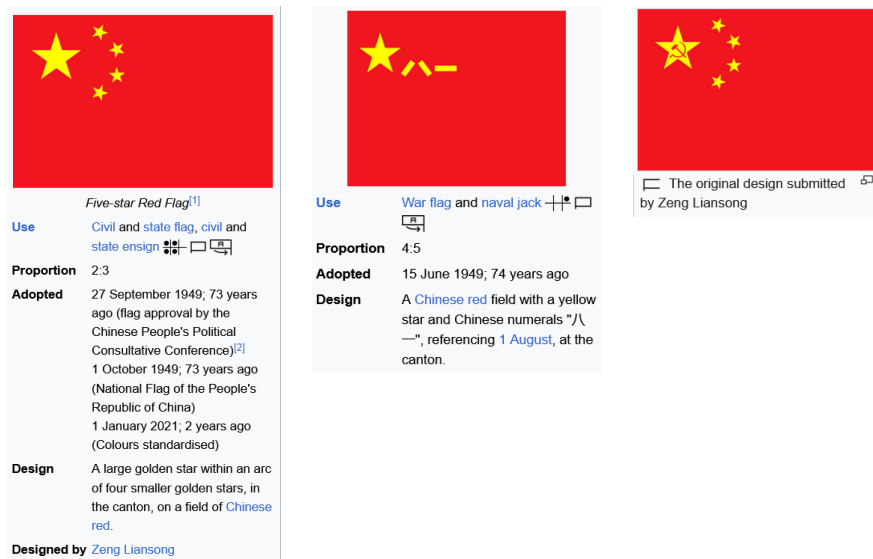 Five-star Red Flag[1]
Use Civil and state flag, civil and
state ensign
Proportion 2:3
Adopted 27 September 1949; 73 years
ago (flag approval by the
Chinese People's Political
Consultative Conference)[2]
1 October 1949; 73 years ago
(National Flag of the People's
Republic of China)
1 January 2021; 2 years ago
(Colours standardised)
Design A large golden star within an arc
of four smaller golden stars, in
the canton, on a field of Chinese
red.
Designed by Zeng Liansong
八一
Use War flag and naval jack
Proportion 4:5
Adopted 15 June 1949; 74 years ago
Design A Chinese red field with a yellow
star and Chinese numerals "八
一", referencing 1 August, at the
canton.
The original design submitted
by Zeng Liansong